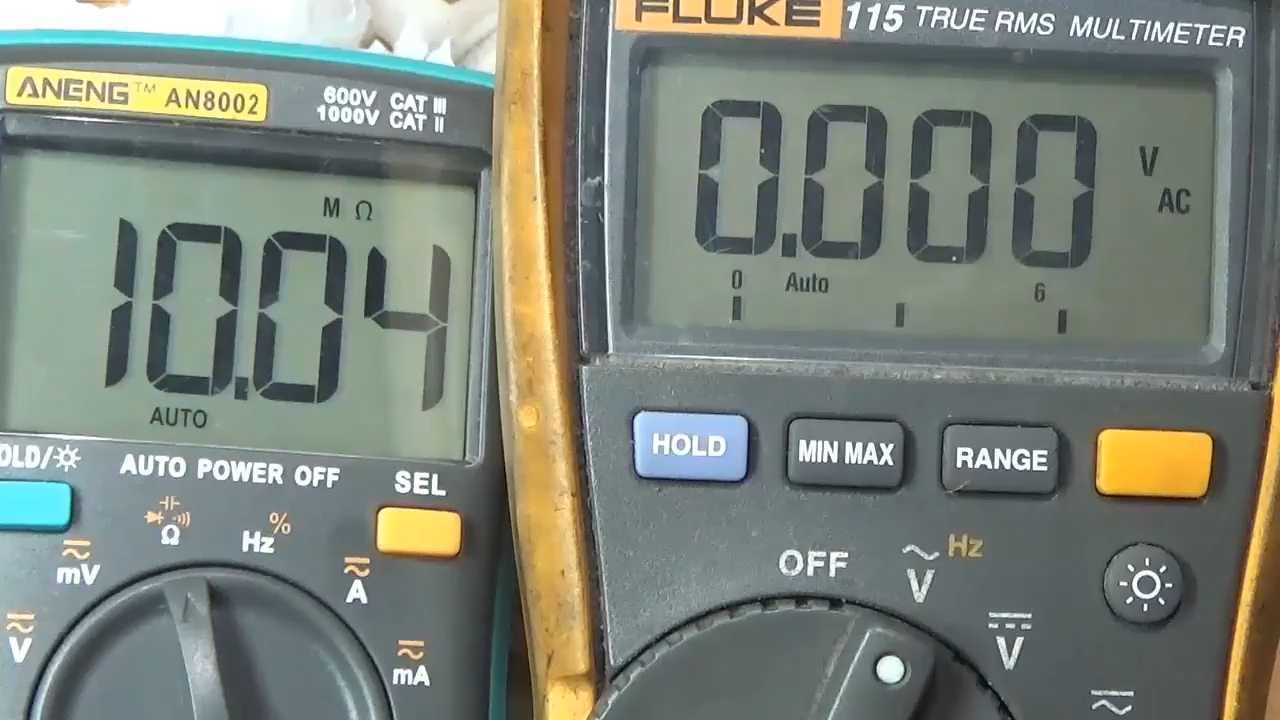 ANENG™ AN8002
600V CAT III
1000V CAT II
M Ω
10.04
AUTO
OLD/
AUTO POWER OFF
SEL
Ω
Hz
%
mV
A
V
mA
FLUKE
115 TRUE RMS MULTIMETER
0.000
V
AC
0 Auto 6
HOLD
MIN MAX
RANGE
OFF
Hz
V
V